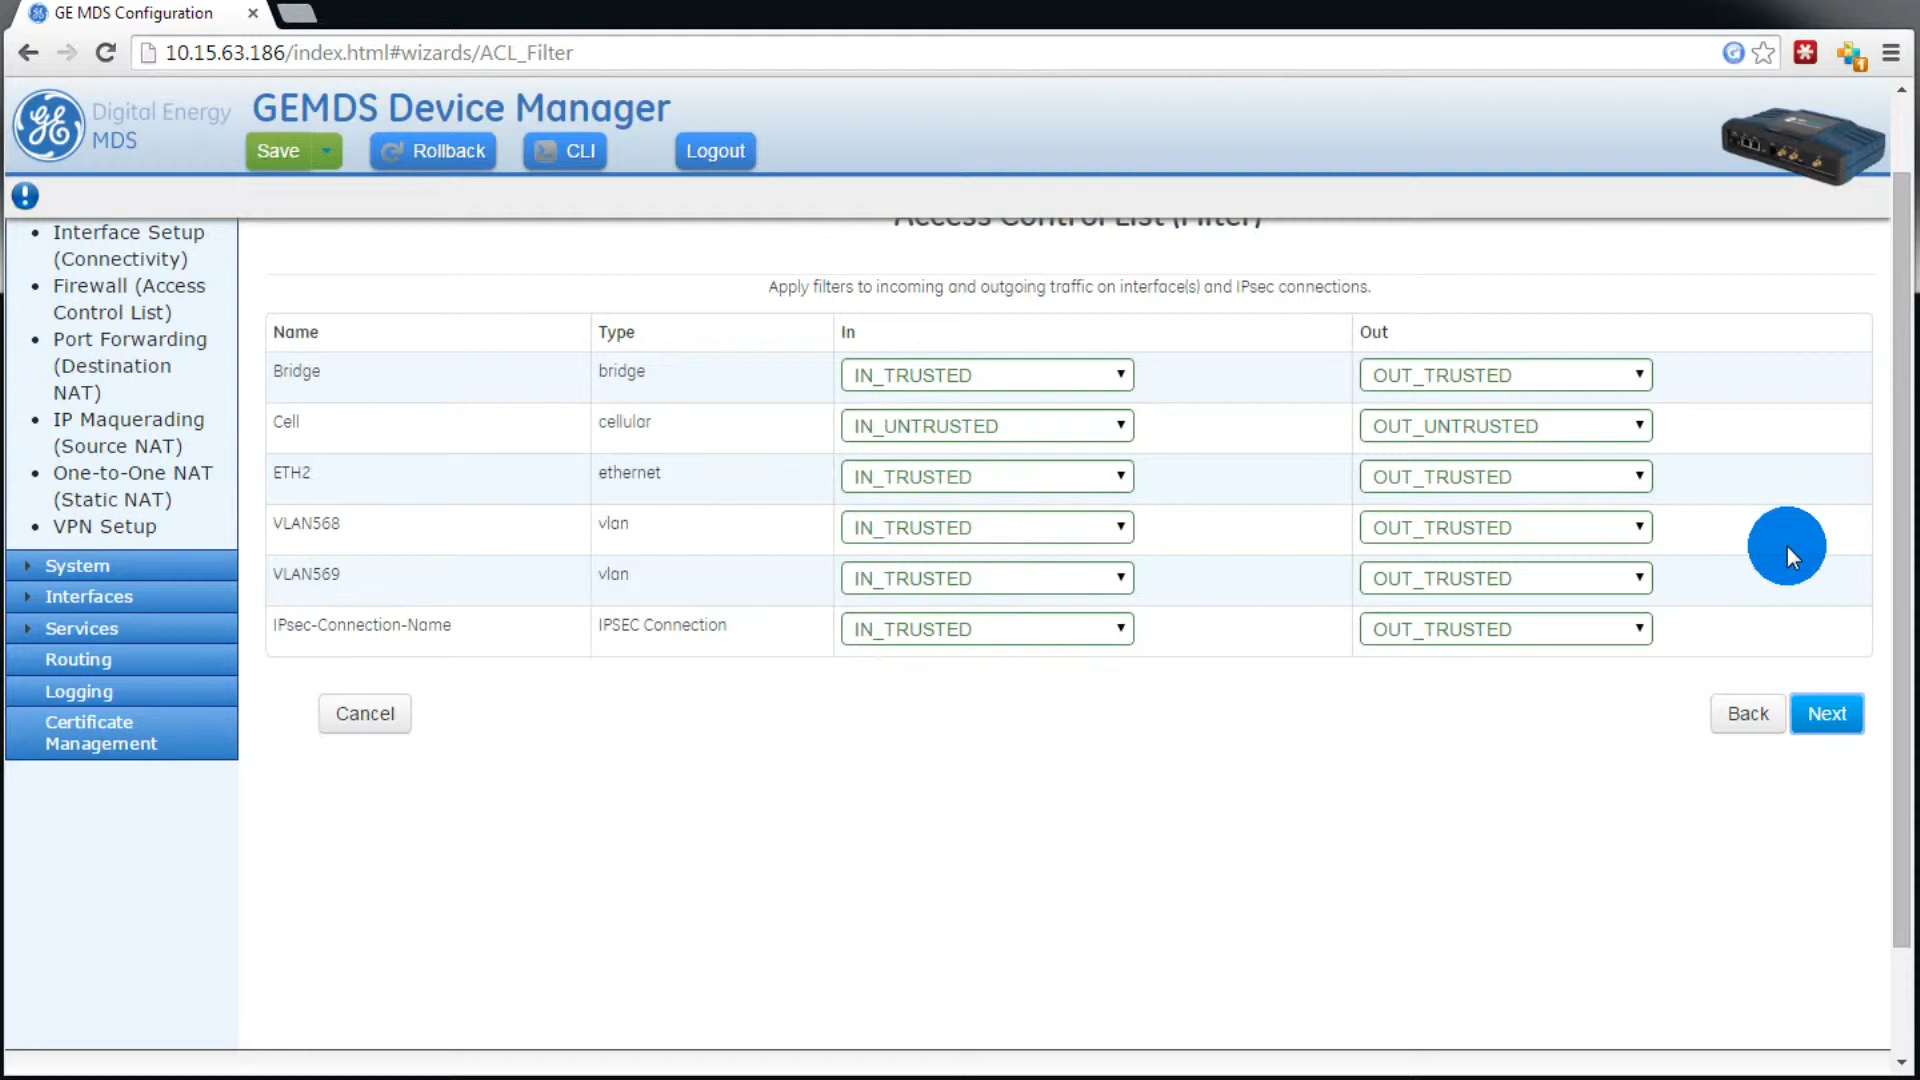 GE MDS Configuration
10.15.63.186/index.html#wizards/ACL_Filter
1
Digital Energy
MDS
GEMDS Device Manager
Save
Rollback
CLI
Logout
Access Control List (Filter)
Interface Setup
(Connectivity)
Firewall (Access
Control List)
Port Forwarding
(Destination
NAT)
IP Maquerading
(Source NAT)
One-to-One NAT
(Static NAT)
VPN Setup
System
Interfaces
Services
Routing
Logging
Certificate
Management
Apply filters to incoming and outgoing traffic on interface(s) and IPsec connections.
Name Type In Out
Bridge bridge IN_TRUSTED OUT_TRUSTED
Cell cellular IN_UNTRUSTED OUT_UNTRUSTED
ETH2 ethernet IN_TRUSTED OUT_TRUSTED
VLAN568 vlan IN_TRUSTED OUT_TRUSTED
VLAN569 vlan IN_TRUSTED OUT_TRUSTED
IPsec-Connection-Name IPSEC Connection IN_TRUSTED OUT_TRUSTED
Cancel Back Next